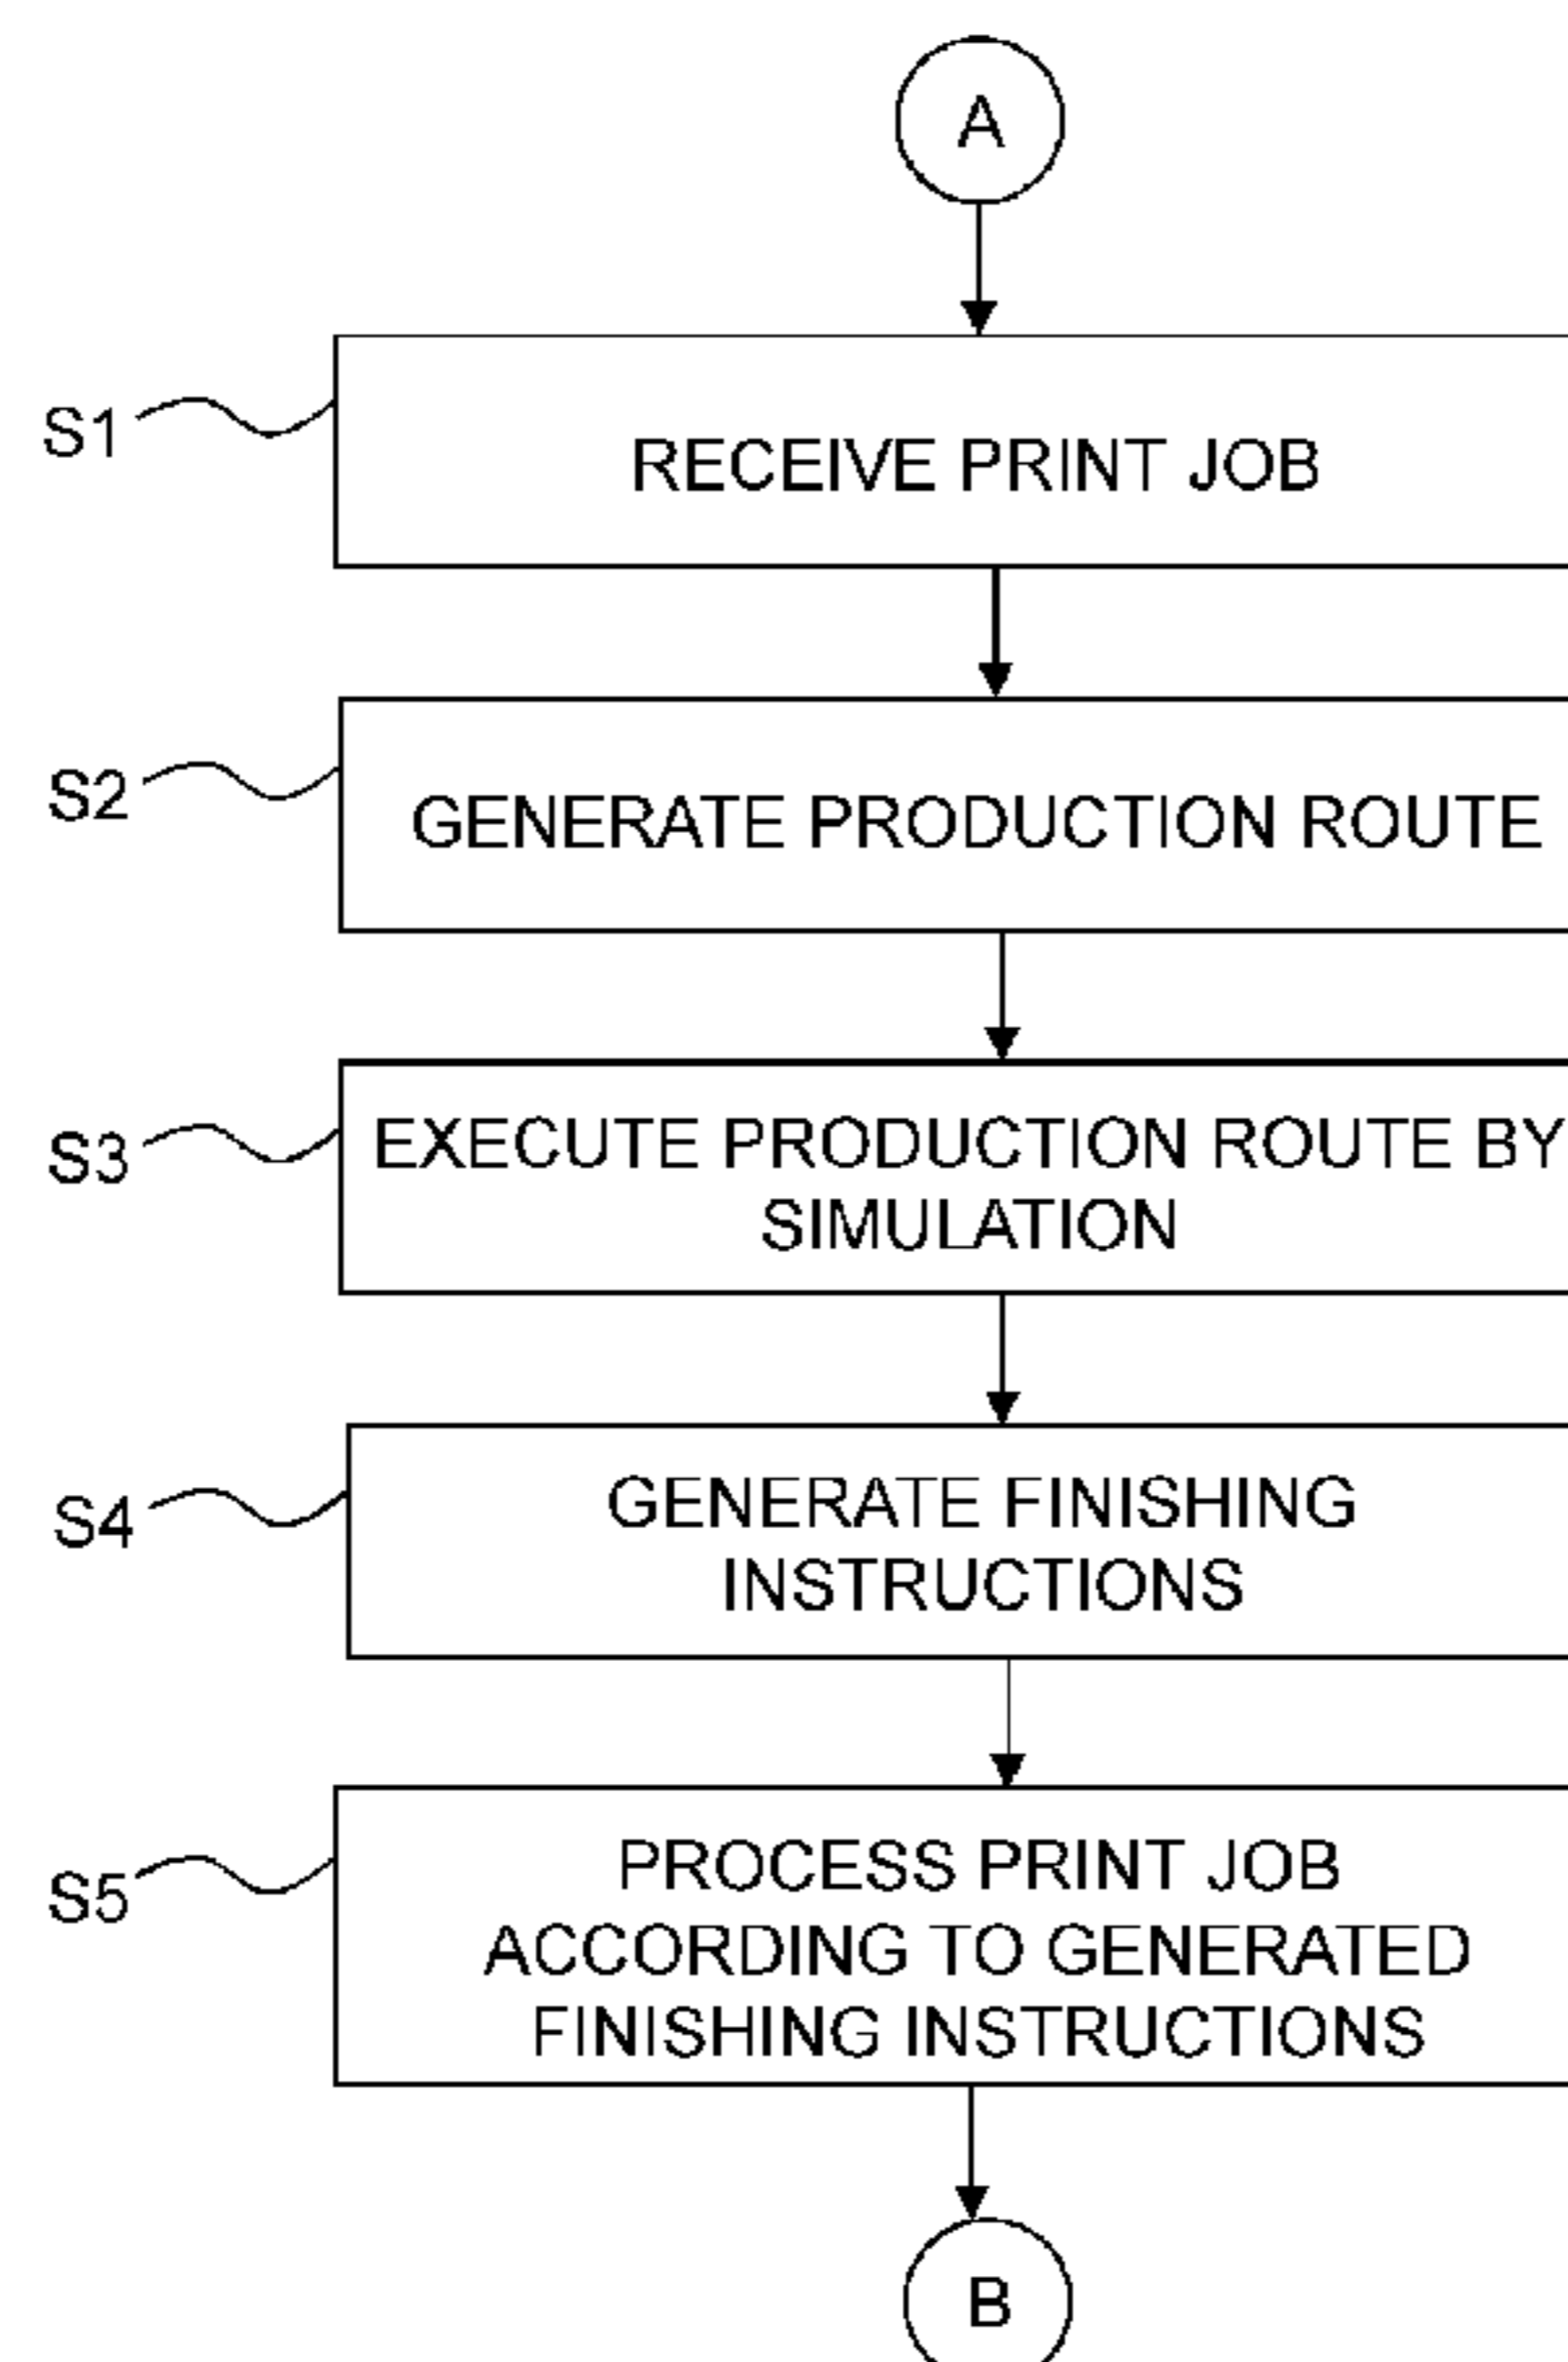 A
S1
RECEIVE PRINT JOB
S2
GENERATE PRODUCTION ROUTE
S3
EXECUTE PRODUCTION ROUTE BY
SIMULATION
S4
GENERATE FINISHING
INSTRUCTIONS
S5
PROCESS PRINT JOB
ACCORDING TO GENERATED
FINISHING INSTRUCTIONS
B